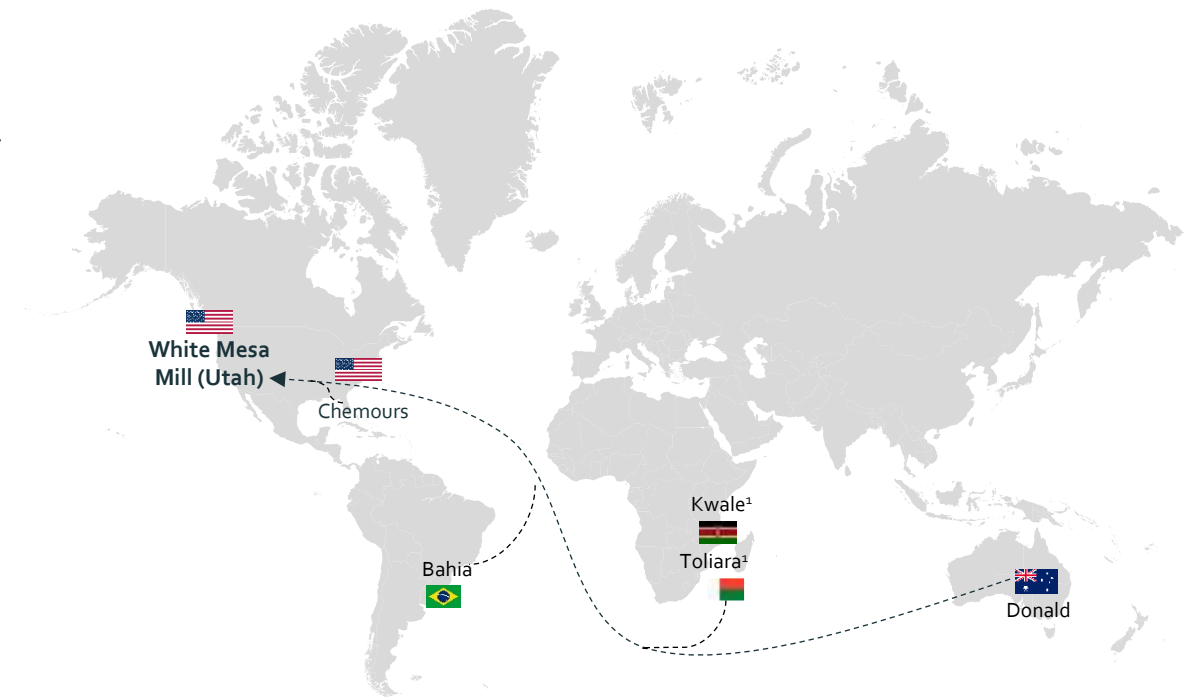 White Mesa
Mill (Utah)
Chemours
Kwale¹
Toliara¹
Bahia
Donald